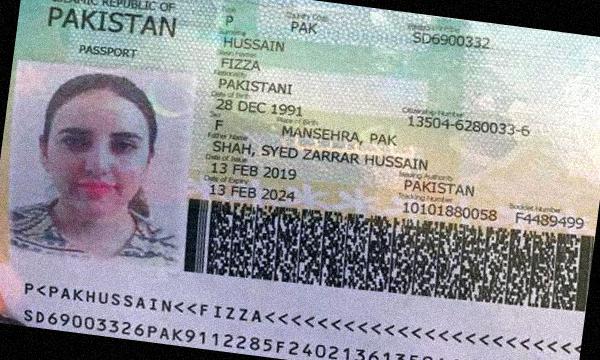 ISLAMIC REPUBLIC OF
PAKISTAN
PASSPORT
Type Country Code
P PAK SD6900332
Surname
HUSSAIN
Given Names
FIZZA
Nationality
PAKISTANI
Date of Birth Citizenship Number
28 DEC 1991 13504-6280033-6
Sex Place of Birth
F MANSEHRA, PAK
Father Name
SHAH, SYED ZARRAR HUSSAIN
Date of Issue Issuing Authority
13 FEB 2019 PAKISTAN
Date of Expiry Tracking Number Booklet Number
13 FEB 2024 10101880058 F4489499
P<PAKHUSSAIN<<FIZZA<<<<<<<<<<<<<<<<<<<<<<
SD69003326PAK9112285F2402136135